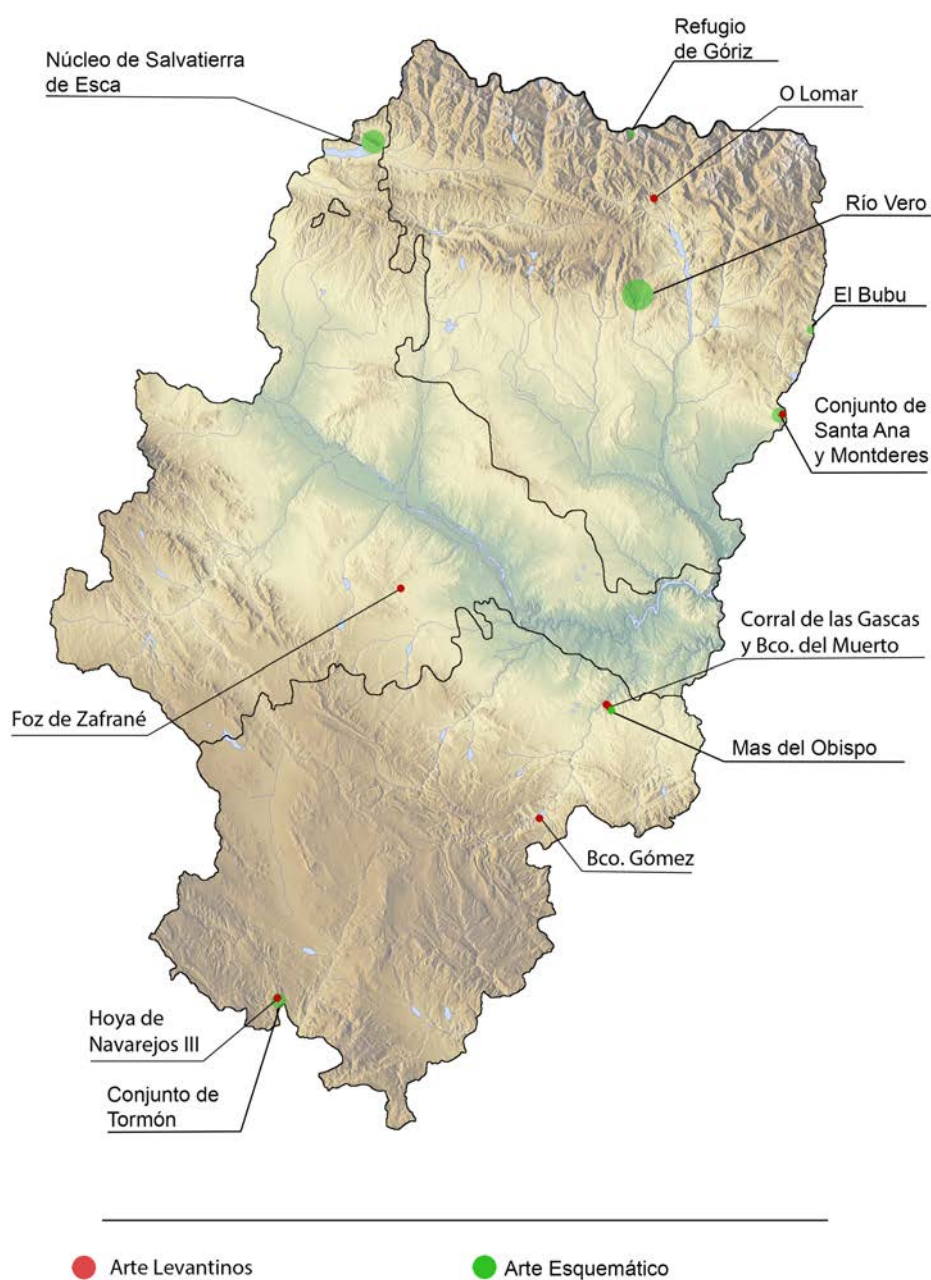 Refugio
de Góriz
Núcleo de Salvatierra
de Esca
O Lomar
Río Vero
El Bubu
Conjunto de
Santa Ana
y Montderes
Corral de las Gascas
y Bco. del Muerto
Foz de Zafrané
Mas del Obispo
Bco. Gómez
Hoya de
Navarejos III
Conjunto de
Tormón
Arte Levantinos
Arte Esquemático